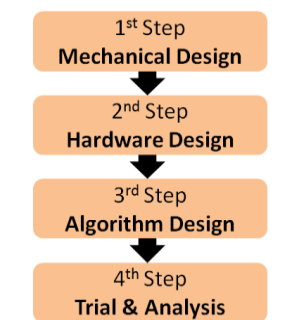 1st Step
Mechanical Design
2nd Step
Hardware Design
3rd Step
Algorithm Design
4th Step
Trial & Analysis